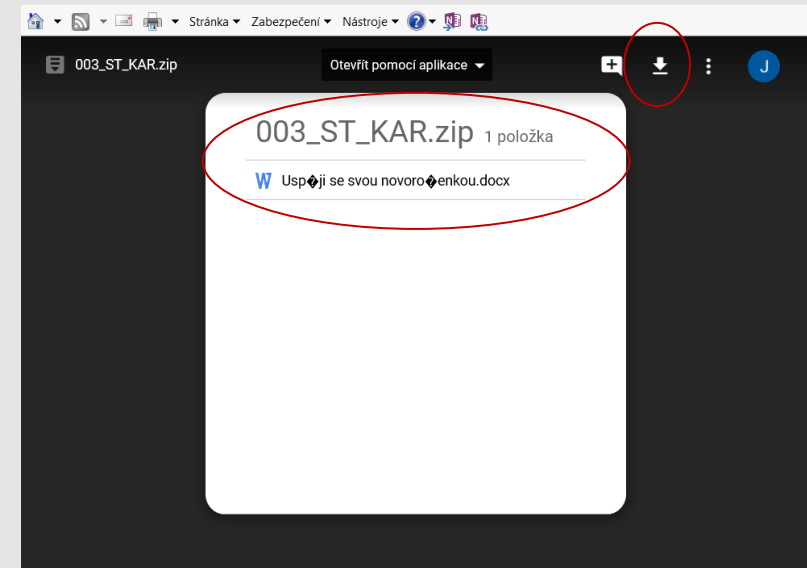 Stránka Zabezpečení Nástroje
003_ST_KAR.zip Otevřít pomocí aplikace J
003_ST_KAR.zip 1 položka
W Usp�ji se svou novoro�enkou.docx